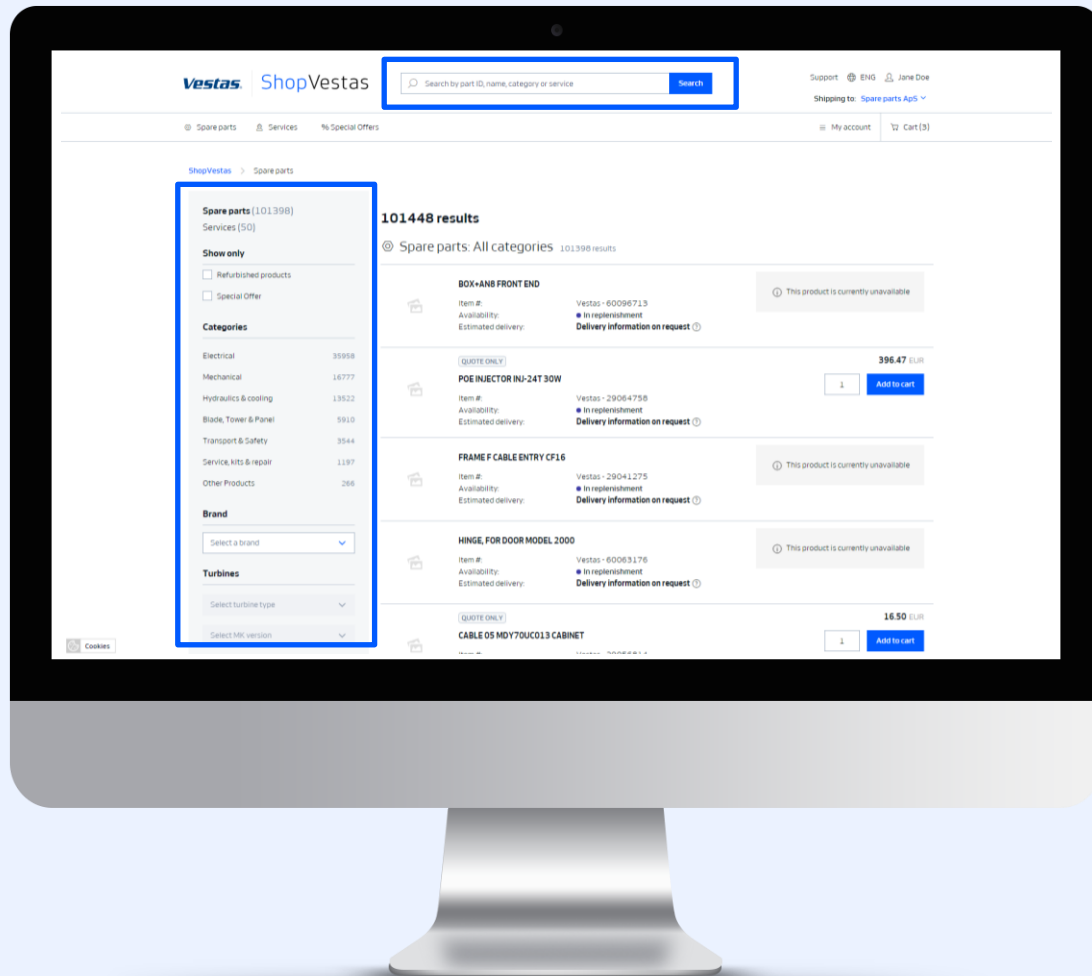 Vestas. ShopVestas
Search by part ID, name, category or service
Search
Support ENG Jane Doe
Shipping to: Spare parts ApS
Spare parts Services % Special Offers
My account Cart (3)
ShopVestas > Spare parts
Spare parts (101398)
Services (50)
Show only
Refurbished products
Special Offer
Categories
Electrical 35958
Mechanical 16777
Hydraulics & cooling 13522
Blade, Tower & Panel 5910
Transport & Safety 3544
Service, kits & repair 1197
Other Products 266
Brand
Select a brand
Turbines
Select turbine type
Select MK version
Cookies
101448 results
Spare parts: All categories 101398 results
BOX+ANB FRONT END
Item #: Vestas - 60096713
Availability: In replenishment
Estimated delivery: Delivery information on request
This product is currently unavailable
QUOTE ONLY
POE INJECTOR INJ-24T 30W
Item #: Vestas - 29064758
Availability: In replenishment
Estimated delivery: Delivery information on request
396.47 EUR
1 Add to cart
FRAME F CABLE ENTRY CF16
Item #: Vestas - 29041275
Availability: In replenishment
Estimated delivery: Delivery information on request
This product is currently unavailable
HINGE, FOR DOOR MODEL 2000
Item #: Vestas - 60063176
Availability: In replenishment
Estimated delivery: Delivery information on request
This product is currently unavailable
QUOTE ONLY
CABLE 05 MDY70UC013 CABINET
16.50 EUR
1 Add to cart